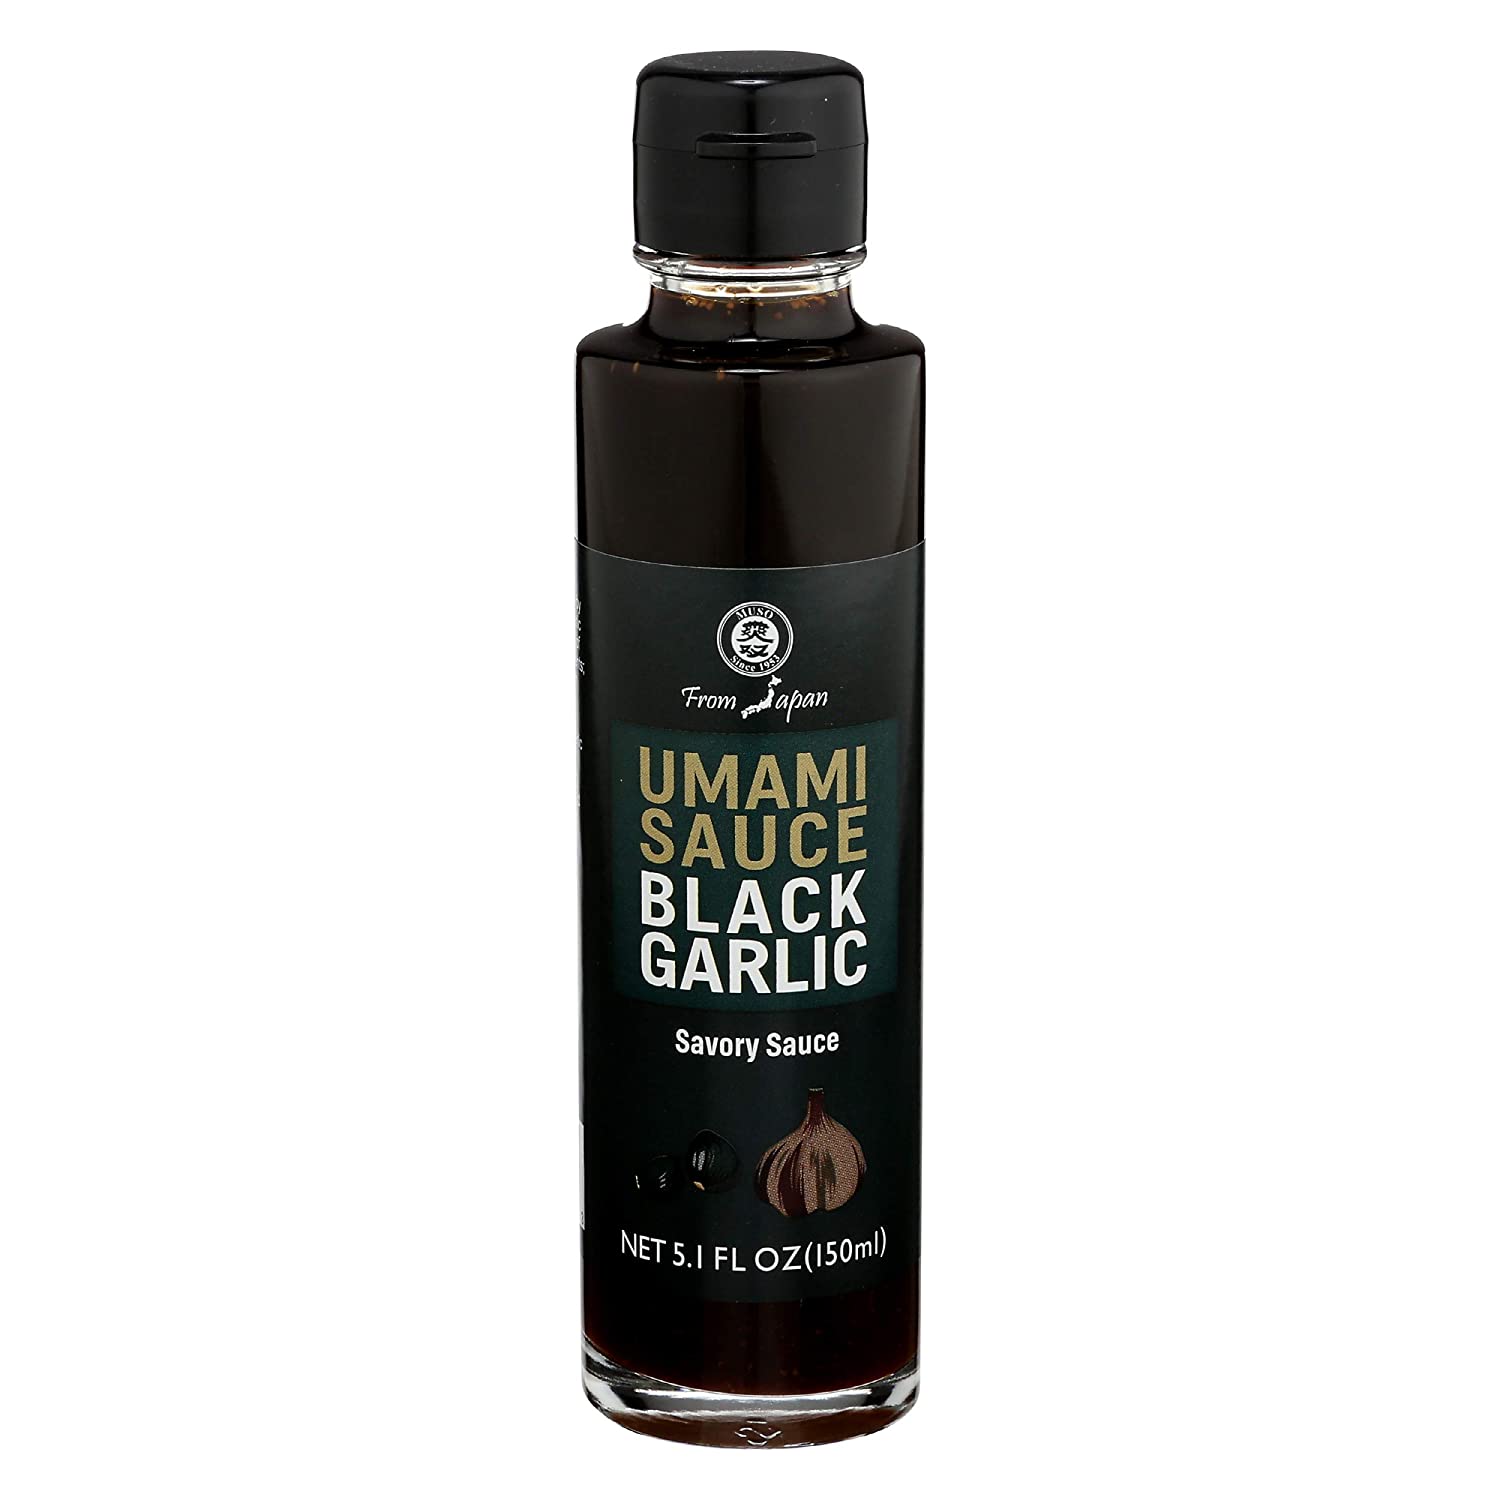 MUSO
Since 1953
From Japan
UMAMI
SAUCE
BLACK
GARLIC
Savory Sauce
NET 5.1 FL OZ(150ml)